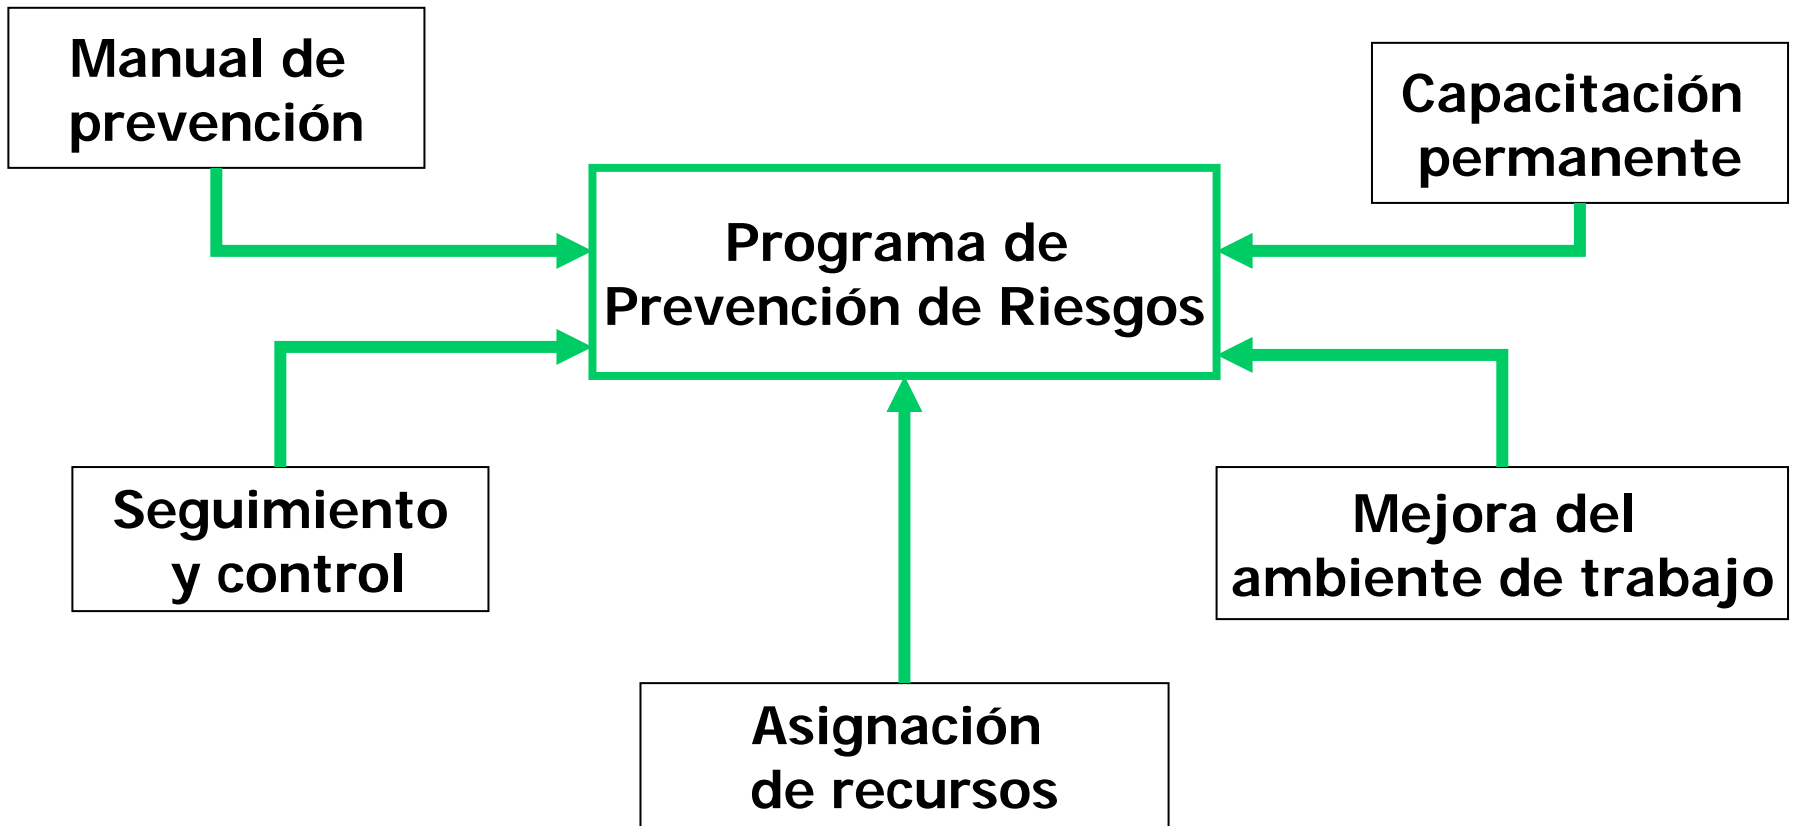 Manual de
prevención
Capacitación
permanente
Programa de
Prevención de Riesgos
Seguimiento
y control
Mejora del
ambiente de trabajo
Asignación
de recursos